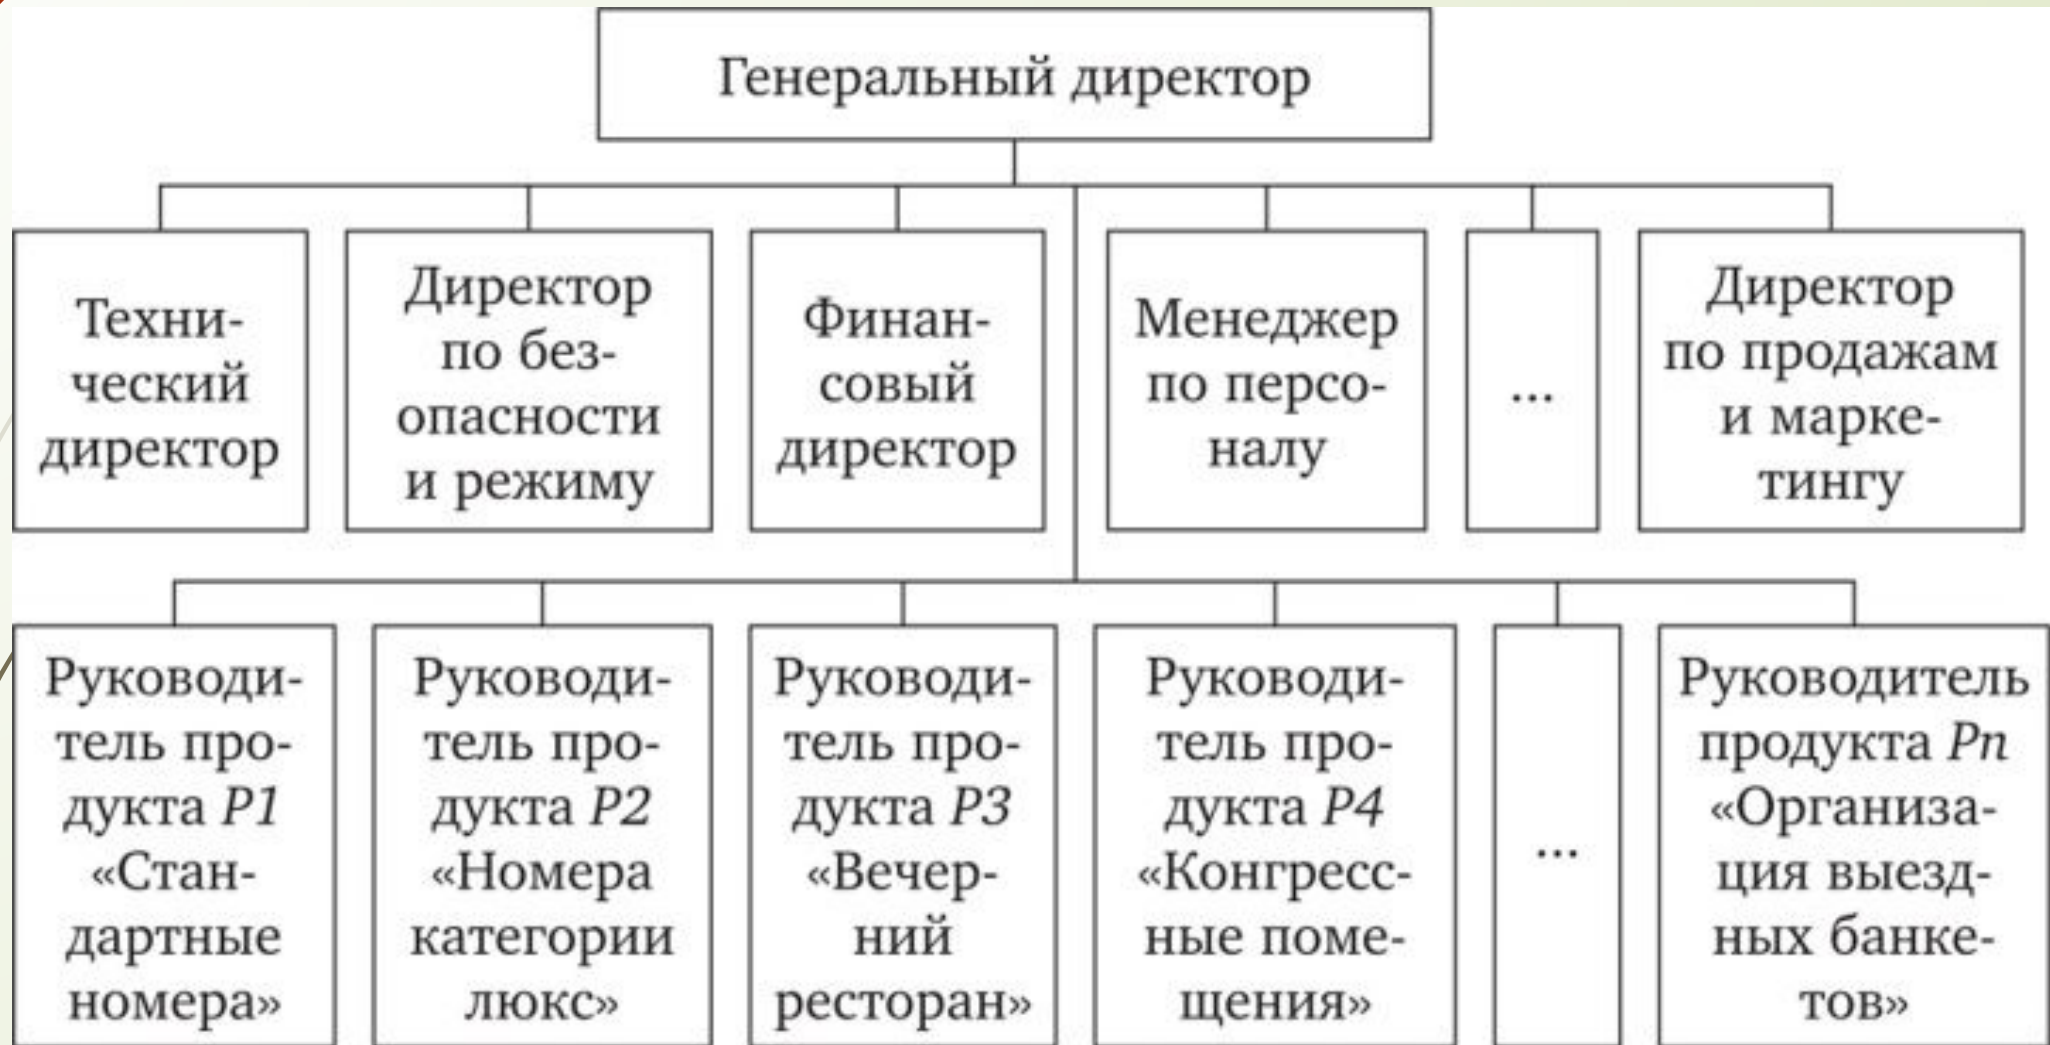 Генеральный директор
Техни-
ческий
директор
Директор
по без-
опасности
и режиму
Финан-
совый
директор
Менеджер
по персо-
налу
...
Директор
по продажам
и марке-
тингу
Руководи-
тель про-
дукта P1
«Стан-
дартные
номера»
Руководи-
тель про-
дукта P2
«Номера
категории
люкс»
Руководи-
тель про-
дукта P3
«Вечер-
ний
ресторан»
Руководи-
тель про-
дукта P4
«Конгресс-
ные поме-
щения»
...
Руководитель
продукта Pn
«Организа-
ция выезд-
ных банке-
тов»